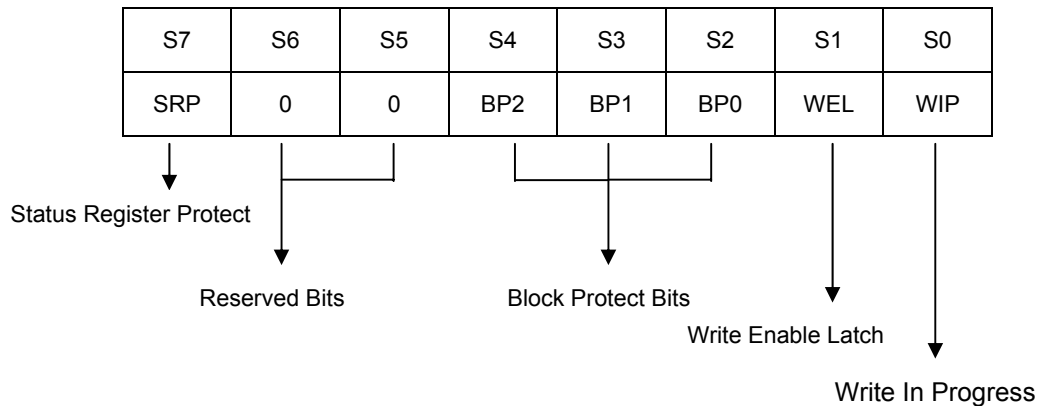 S7 S6 S5 S4 S3 S2 S1 S0
SRP 0 0 BP2 BP1 BP0 WEL WIP
Status Register Protect
Reserved Bits
Block Protect Bits
Write Enable Latch
Write In Progress